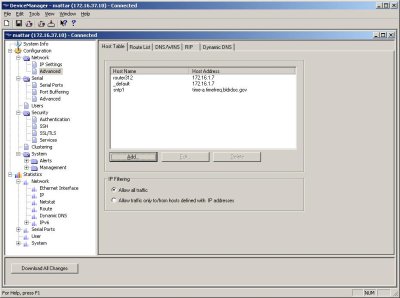 DeviceManager - mattar (172.16.37.10) - Connected
File Edit Tools View Window Help
mattar (172.16.37.10) - Connected
System Info
Configuration
Network
IP Settings
Advanced
Serial
Serial Ports
Port Buffering
Advanced
Users
Security
Authentication
SSH
SSL/TLS
Services
Clustering
System
Alerts
Management
Statistics
Network
Ethernet Interface
IP
Netstat
Route
Dynamic DNS
IPv6
Serial Ports
User
System
Host Table Route List DNS/WINS RIP Dynamic DNS
Host Name Host Address
router312 172.16.1.7
_default 172.16.1.7
sntp1 time-a.timefreq.bldrdoc.gov
Add... Edit... Delete
IP Filtering
Allow all traffic
Allow traffic only to/from hosts defined with IP addresses
Download All Changes
For Help, press F1
NUM